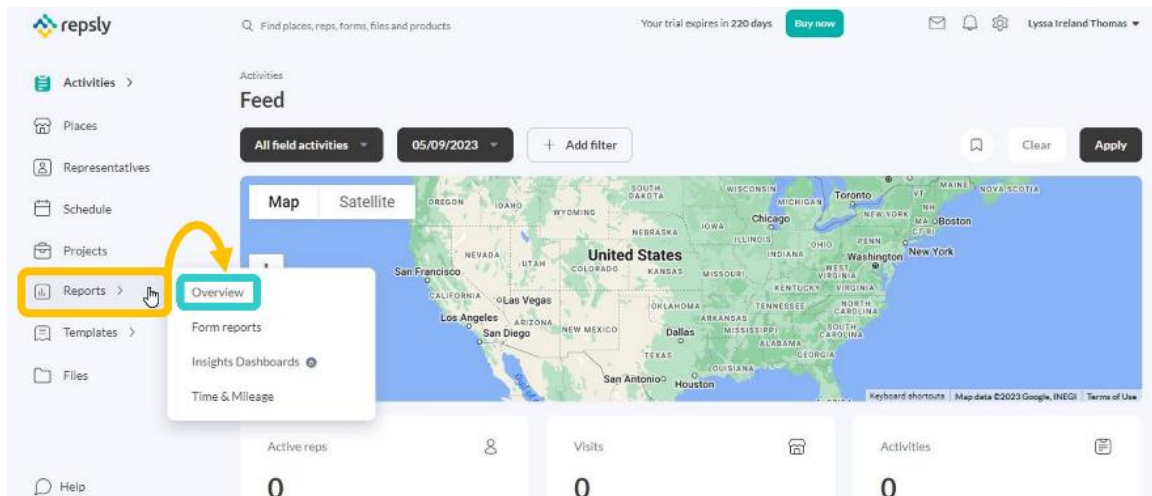 repsly
Find places, reps, forms, files and products
Your trial expires in 220 days
Buy now
Lyssa Ireland Thomas
Activities
Places
Representatives
Schedule
Projects
Reports
Templates
Files
Help
Overview
Form reports
Insights Dashboards
Time & Mileage
Activities
Feed
All field activities
05/09/2023
+ Add filter
Clear
Apply
Map
Satellite
OREGON
IDAHO
WYOMING
SOUTH DAKOTA
WISCONSIN
MICHIGAN
Toronto
VT
MAINE
NOVA SCOTIA
NH
NEW YORK
MA
Boston
CT RI
Chicago
IOWA
NEBRASKA
ILLINOIS
INDIANA
OHIO
PENN
New York
NEVADA
UTAH
COLORADO
United States
KANSAS
MISSOURI
WEST VIRGINIA
Washington
VIRGINIA
KENTUCKY
San Francisco
CALIFORNIA
Las Vegas
Los Angeles
ARIZONA
San Diego
NEW MEXICO
OKLAHOMA
ARKANSAS
TENNESSEE
NORTH CAROLINA
SOUTH CAROLINA
Dallas
MISSISSIPPI
ALABAMA
GEORGIA
TEXAS
LOUISIANA
San Antonio
Houston
Keyboard shortcuts
Map data ©2023 Google, INEGI
Terms of Use
Active reps
0
Visits
0
Activities
0